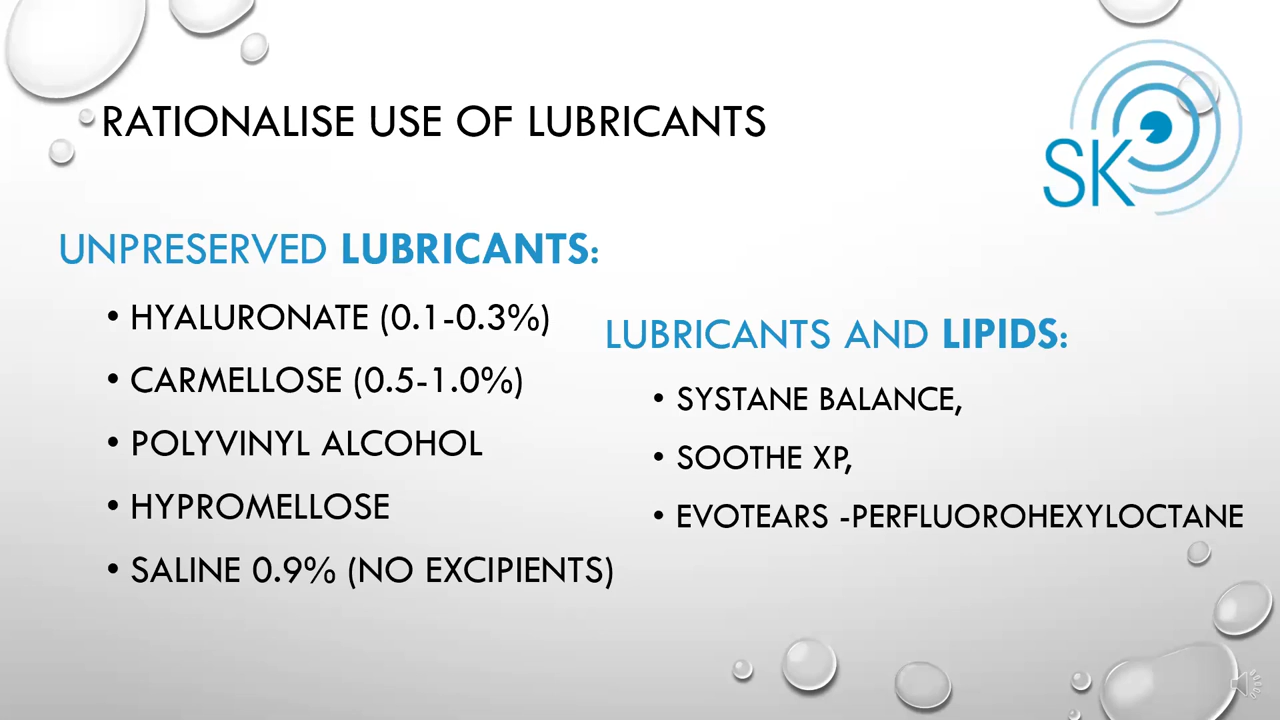 RATIONALISE USE OF LUBRICANTS
SK
UNPRESERVED LUBRICANTS:
• HYALURONATE (0.1-0.3%)
• CARMELLOSE (0.5-1.0%)
• POLYVINYL ALCOHOL
• HYPROMELLOSE
• SALINE 0.9% (NO EXCIPIENTS)
LUBRICANTS AND LIPIDS:
• SYSTANE BALANCE,
• SOOTHE XP,
• EVOTEARS -PERFLUOROHEXYLOCTANE